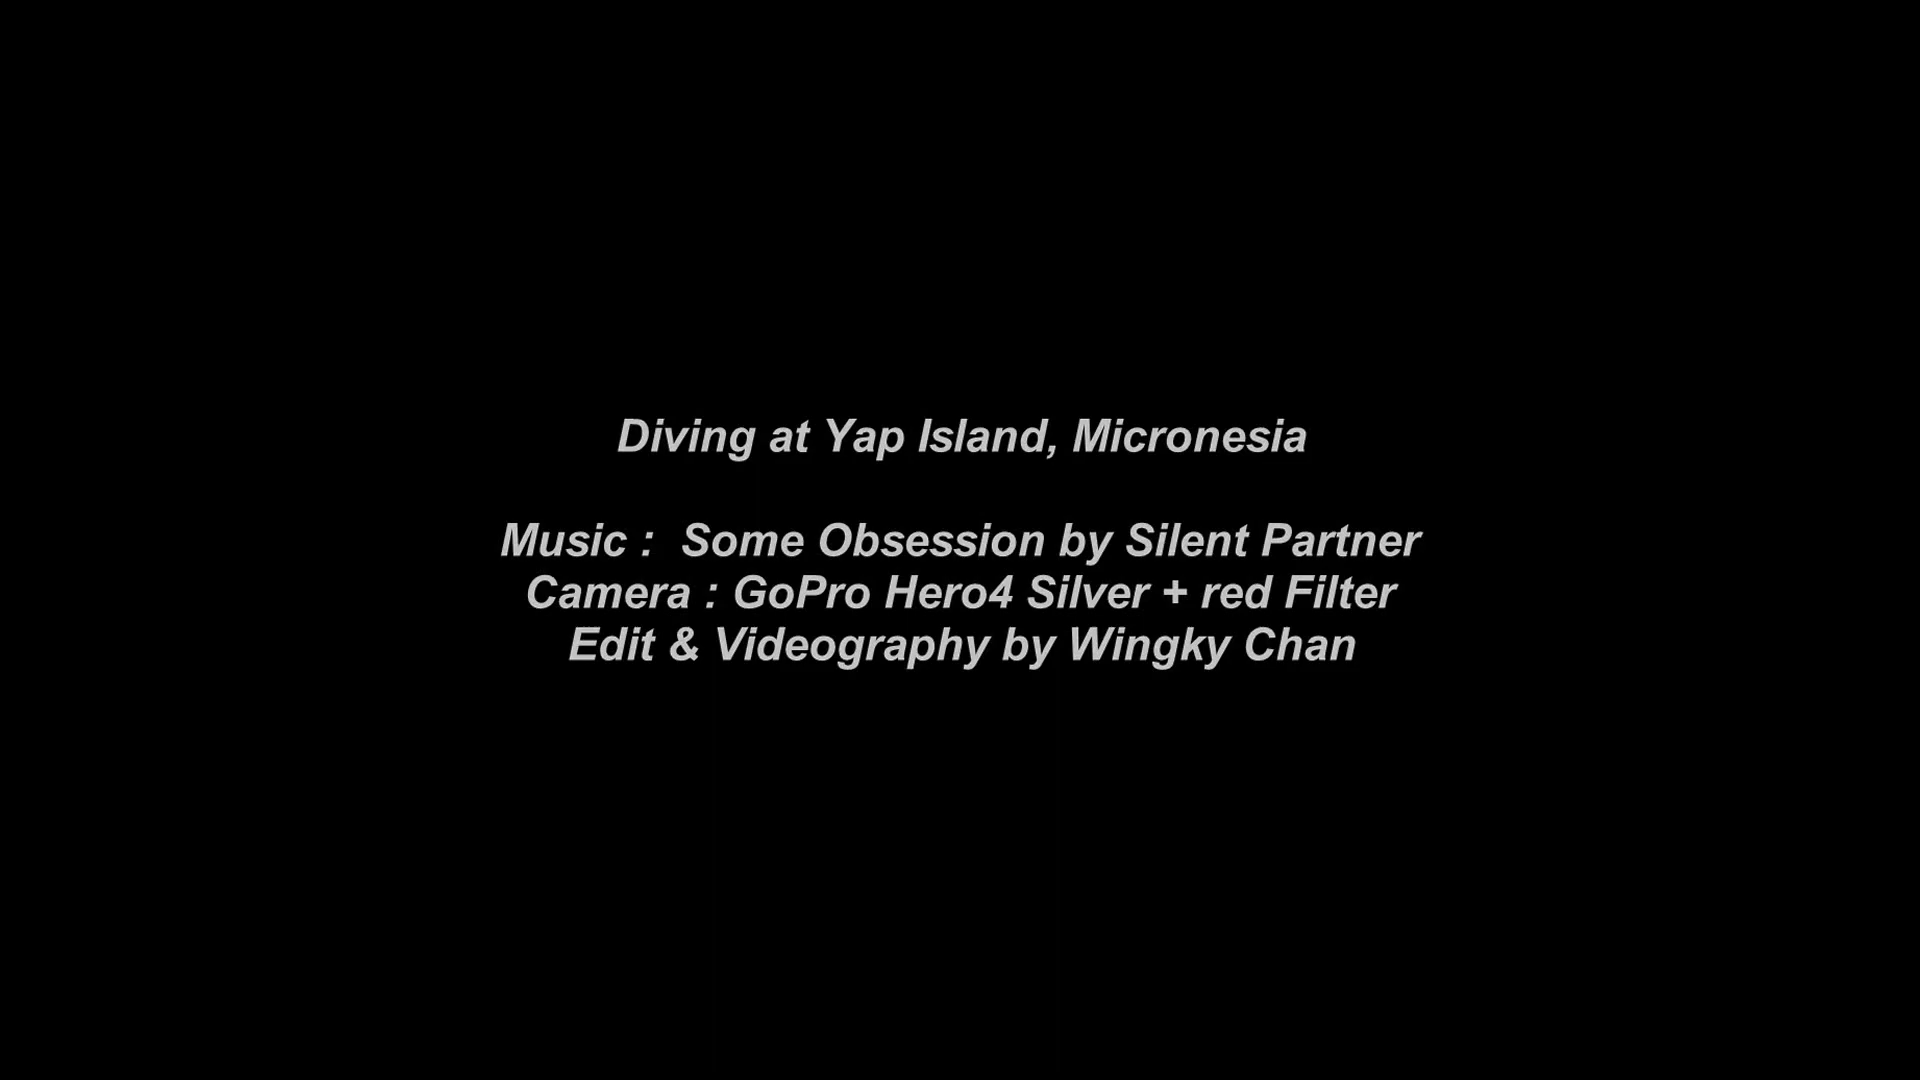 Diving at Yap Island, Micronesia
Music :  Some Obsession by Silent Partner
Camera : GoPro Hero4 Silver + red Filter
Edit & Videography by Wingky Chan